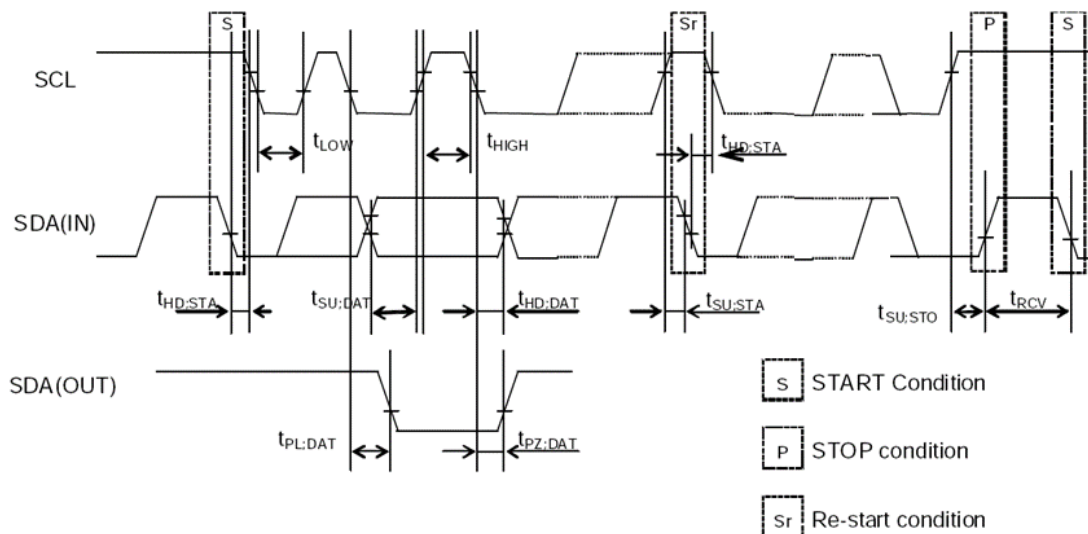 S Sr P S
SCL
tLOW tHIGH tHD;STA
SDA(IN)
tHD;STA tSU;DAT tHD;DAT tSU;STA tSU;STO tRCV
SDA(OUT)
S START Condition
tPL;DAT tPZ;DAT
P STOP condition
Sr Re-start condition